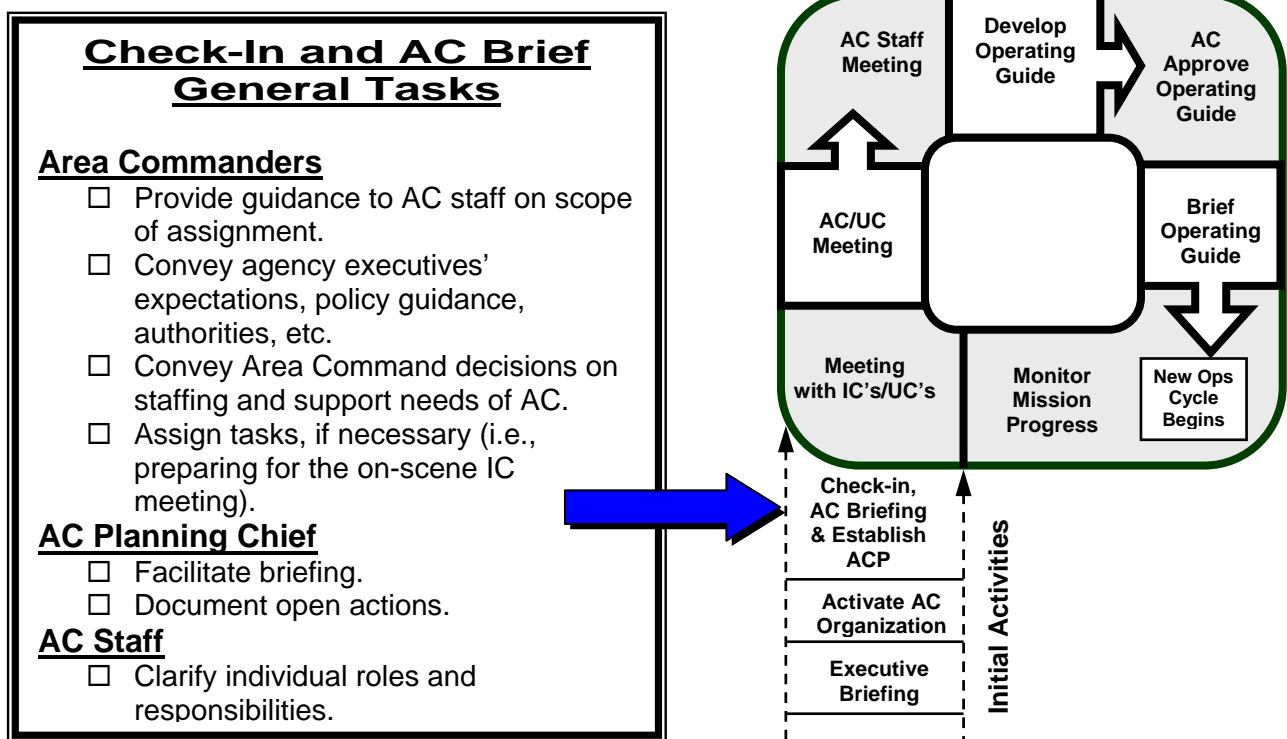 Check-In and AC Brief
General Tasks
Area Commanders
☐ Provide guidance to AC staff on scope
of assignment.
☐ Convey agency executives’
expectations, policy guidance,
authorities, etc.
☐ Convey Area Command decisions on
staffing and support needs of AC.
☐ Assign tasks, if necessary (i.e.,
preparing for the on-scene IC
meeting).
AC Planning Chief
☐ Facilitate briefing.
☐ Document open actions.
AC Staff
☐ Clarify individual roles and
responsibilities.
AC Staff
Meeting
Develop
Operating
Guide
AC
Approve
Operating
Guide
AC/UC
Meeting
Brief
Operating
Guide
Meeting
with IC’s/UC’s
Monitor
Mission
Progress
New Ops
Cycle
Begins
Check-in,
AC Briefing
& Establish
ACP
Activate AC
Organization
Executive
Briefing
Initial Activities